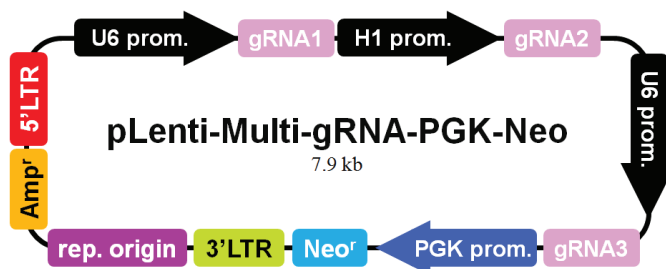 U6 prom.
gRNA1
H1 prom.
gRNA2
U6 prom.
5'LTR
pLenti-Multi-gRNA-PGK-Neo
7.9 kb
Ampʳ
rep. origin
3'LTR
Neoʳ
PGK prom.
gRNA3